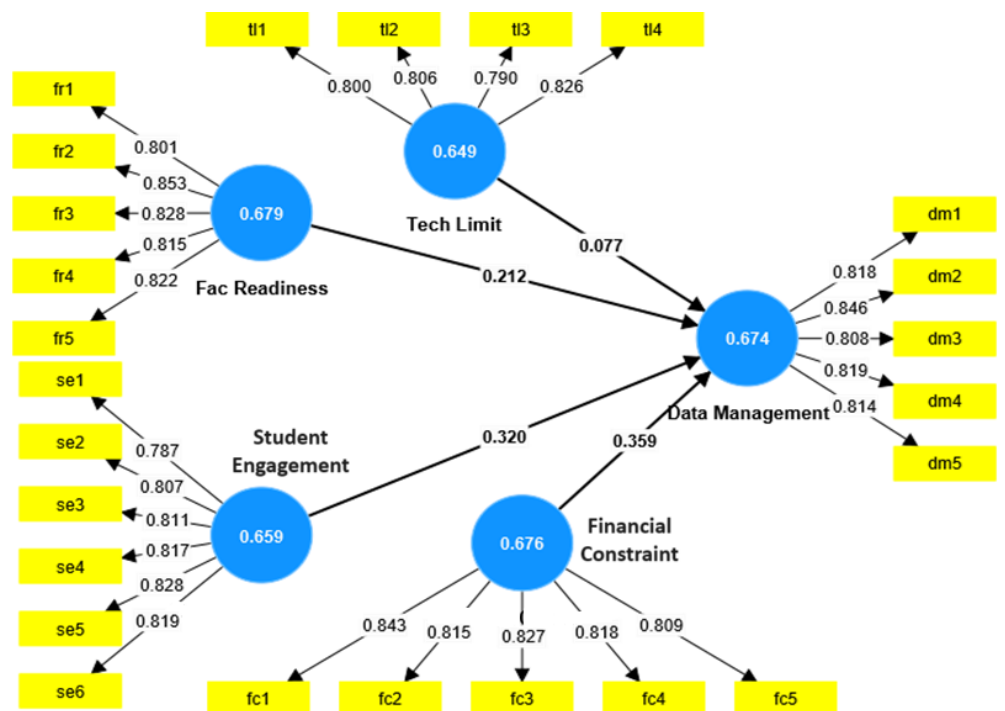 tl1 tl2 tl3 tl4
0.800 0.806 0.790 0.826
0.649
Tech Limit
fr1
fr2
fr3
fr4
fr5
0.801
0.853
0.828
0.815
0.822
0.679
Fac Readiness
0.077
0.212
0.320
0.359
dm1
dm2
dm3
dm4
dm5
0.818
0.846
0.808
0.819
0.814
0.674
Data Management
se1
se2
se3
se4
se5
se6
0.787
0.807
0.811
0.817
0.828
0.819
Student
Engagement
0.659
0.676
Financial
Constraint
0.843 0.815 0.827 0.818 0.809
fc1 fc2 fc3 fc4 fc5